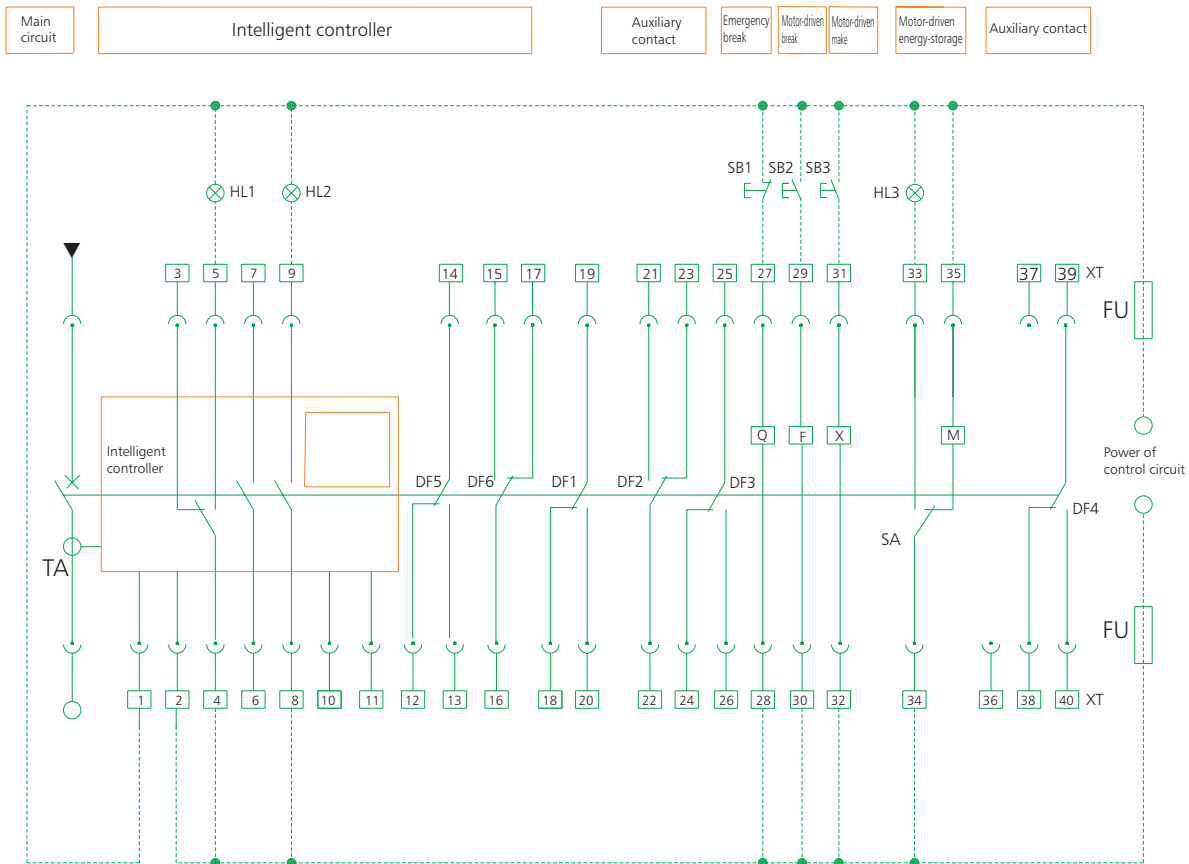 Main
circuit
Intelligent controller
Auxiliary
contact
Emergency
break
Motor-driven
break
Motor-driven
make
Motor-driven
energy-storage
Auxiliary contact
SB1 SB2 SB3
HL1 HL2 HL3
3 5 7 9 14 15 17 19 21 23 25 27 29 31 33 35 37 39 XT
FU
Q F X M
Intelligent
controller
Power of
control circuit
DF5 DF6 DF1 DF2 DF3 DF4
SA
TA
FU
1 2 4 6 8 10 11 12 13 16 18 20 22 24 26 28 30 32 34 36 38 40 XT